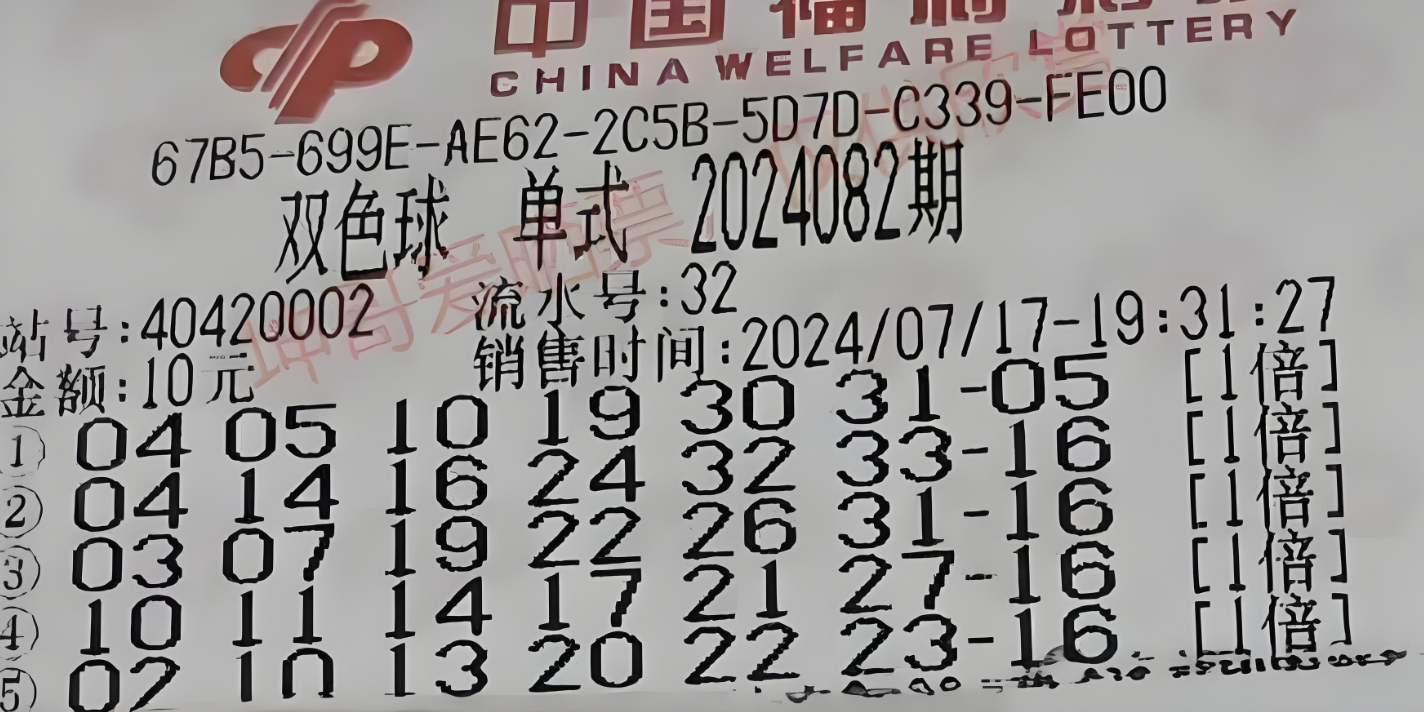 中国福利彩
CHINA WELFARE LOTTERY
67B5-699E-AE62-2C5B-5D7D-C339-FE00
双色球 单式 2024082期
站号:40420002 流水号:32
金额:10元 销售时间:2024/07/17-19:31:27
① 04 05 10 19 30 31-05 [1倍]
② 04 14 16 24 32 33-16 [1倍]
③ 03 07 19 22 26 31-16 [1倍]
④ 10 11 14 17 21 27-16 [1倍]
⑤ 02 10 13 20 22 23-16 [1倍]
坤哥爱晒票